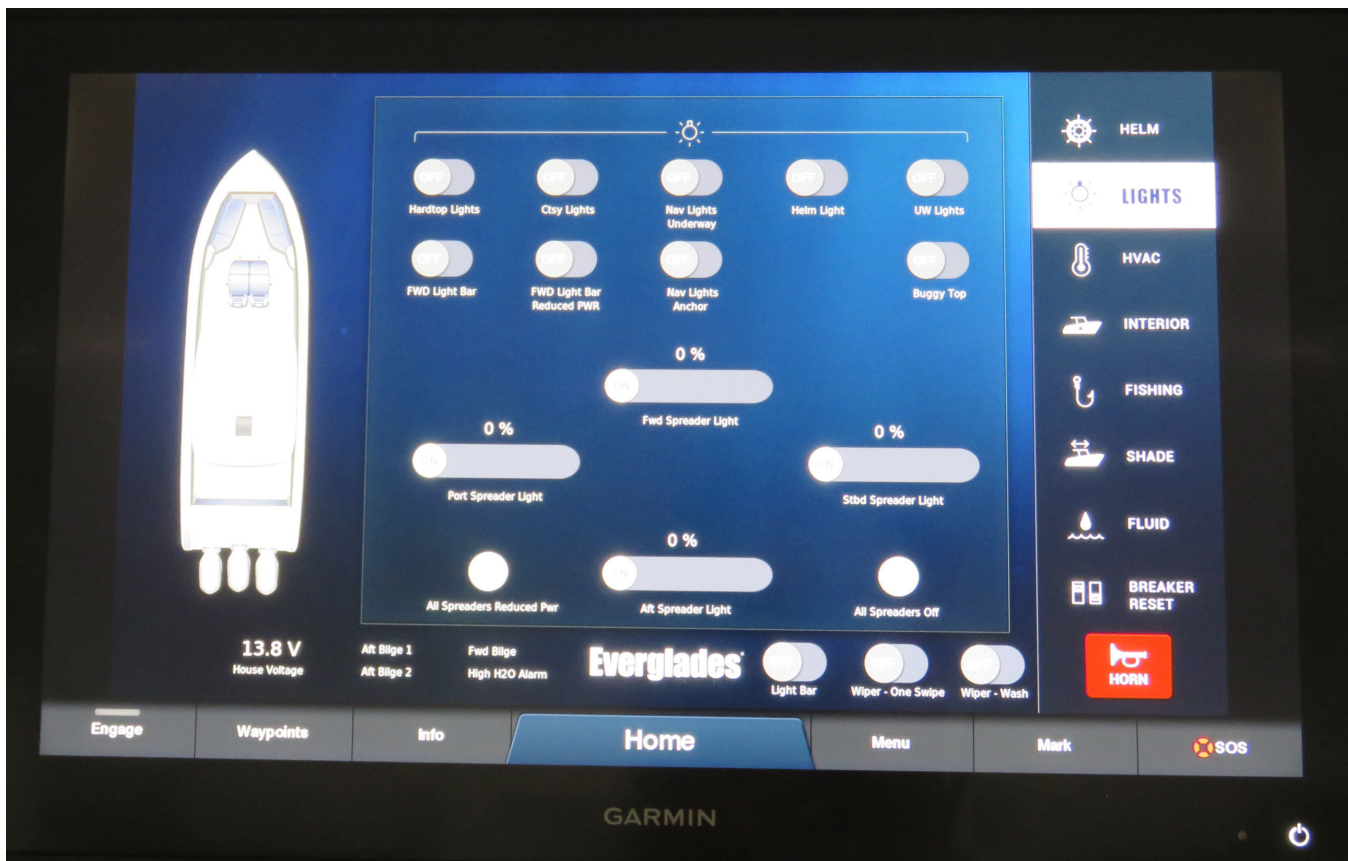 HELM
OFF OFF OFF OFF OFF
Hardtop Lights
Ctsy Lights
Nav Lights
Underway
Helm Light
UW Lights
LIGHTS
OFF OFF OFF OFF
FWD Light Bar
FWD Light Bar
Reduced PWR
Nav Lights
Anchor
Buggy Top
HVAC
INTERIOR
0 %
ON
Fwd Spreader Light
FISHING
0 %
ON
Port Spreader Light
0 %
ON
Stbd Spreader Light
SHADE
FLUID
All Spreaders Reduced Pwr
0 %
ON
Aft Spreader Light
All Spreaders Off
BREAKER
RESET
13.8 V
House Voltage
Aft Bilge 1
Aft Bilge 2
Fwd Bilge
High H2O Alarm
Everglades
OFF
Light Bar
OFF
Wiper - One Swipe
OFF
Wiper - Wash
HORN
Engage
Waypoints
Info
Home
Menu
Mark
SOS
GARMIN